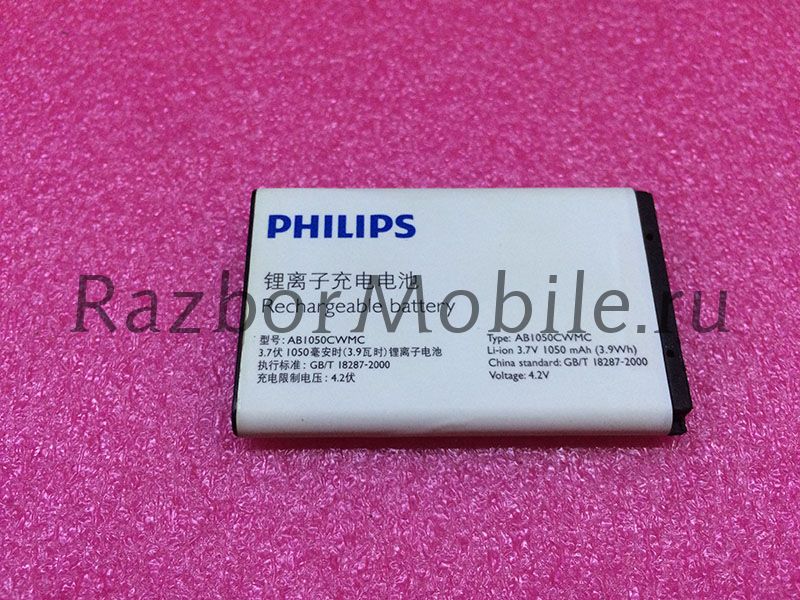 PHILIPS
锂离子充电电池
Rechargeable battery
RazborMobile.ru
型号: AB1050CWMC
3.7伏 1050毫安时(3.9瓦时)锂离子电池
执行标准: GB/T 18287-2000
充电限制电压: 4.2伏
Type: AB1050CWMC
Li-ion 3.7V 1050 mAh (3.9Wh)
China standard: GB/T 18287-2000
Voltage: 4.2V